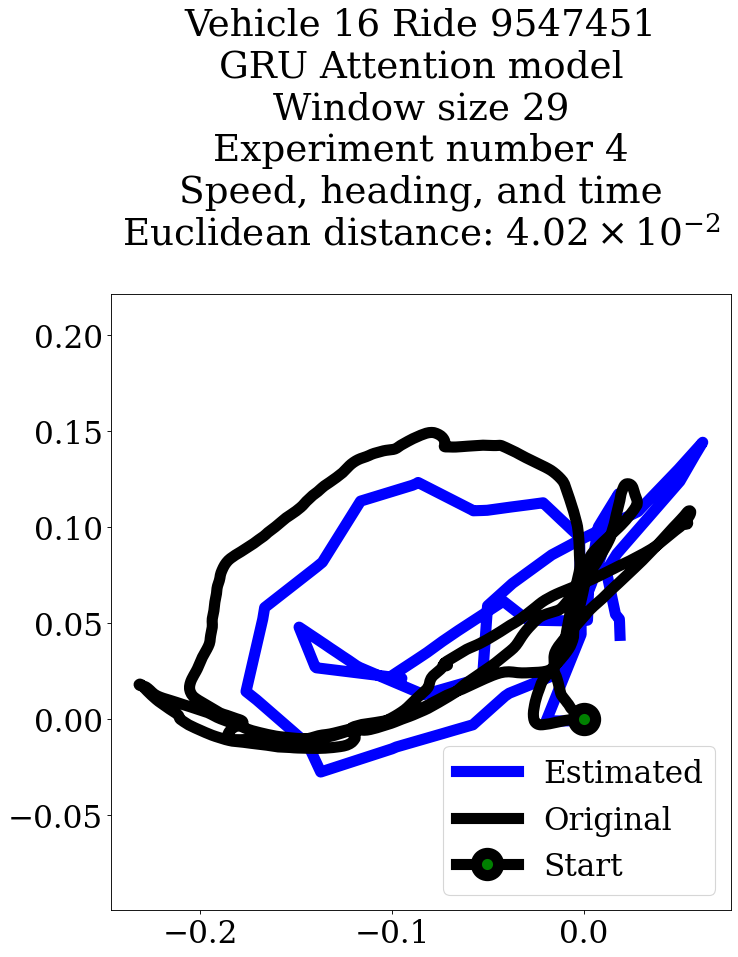 Vehicle 16 Ride 9547451
GRU Attention model
Window size 29
Experiment number 4
Speed, heading, and time
Euclidean distance: 4.02 × 10⁻²
0.20
0.15
0.10
0.05
0.00
−0.05
Estimated
Original
Start
−0.2
−0.1
0.0